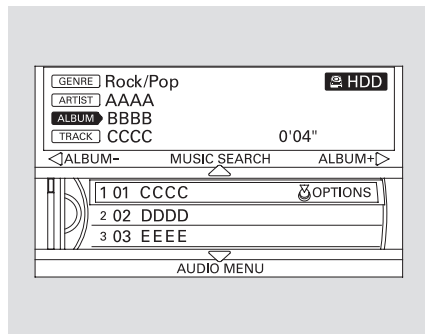 GENRE Rock/Pop HDD
ARTIST AAAA
ALBUM BBBB
TRACK CCCC 0'04"
ALBUM- MUSIC SEARCH ALBUM+
1 01 CCCC OPTIONS
2 02 DDDD
3 03 EEEE
AUDIO MENU